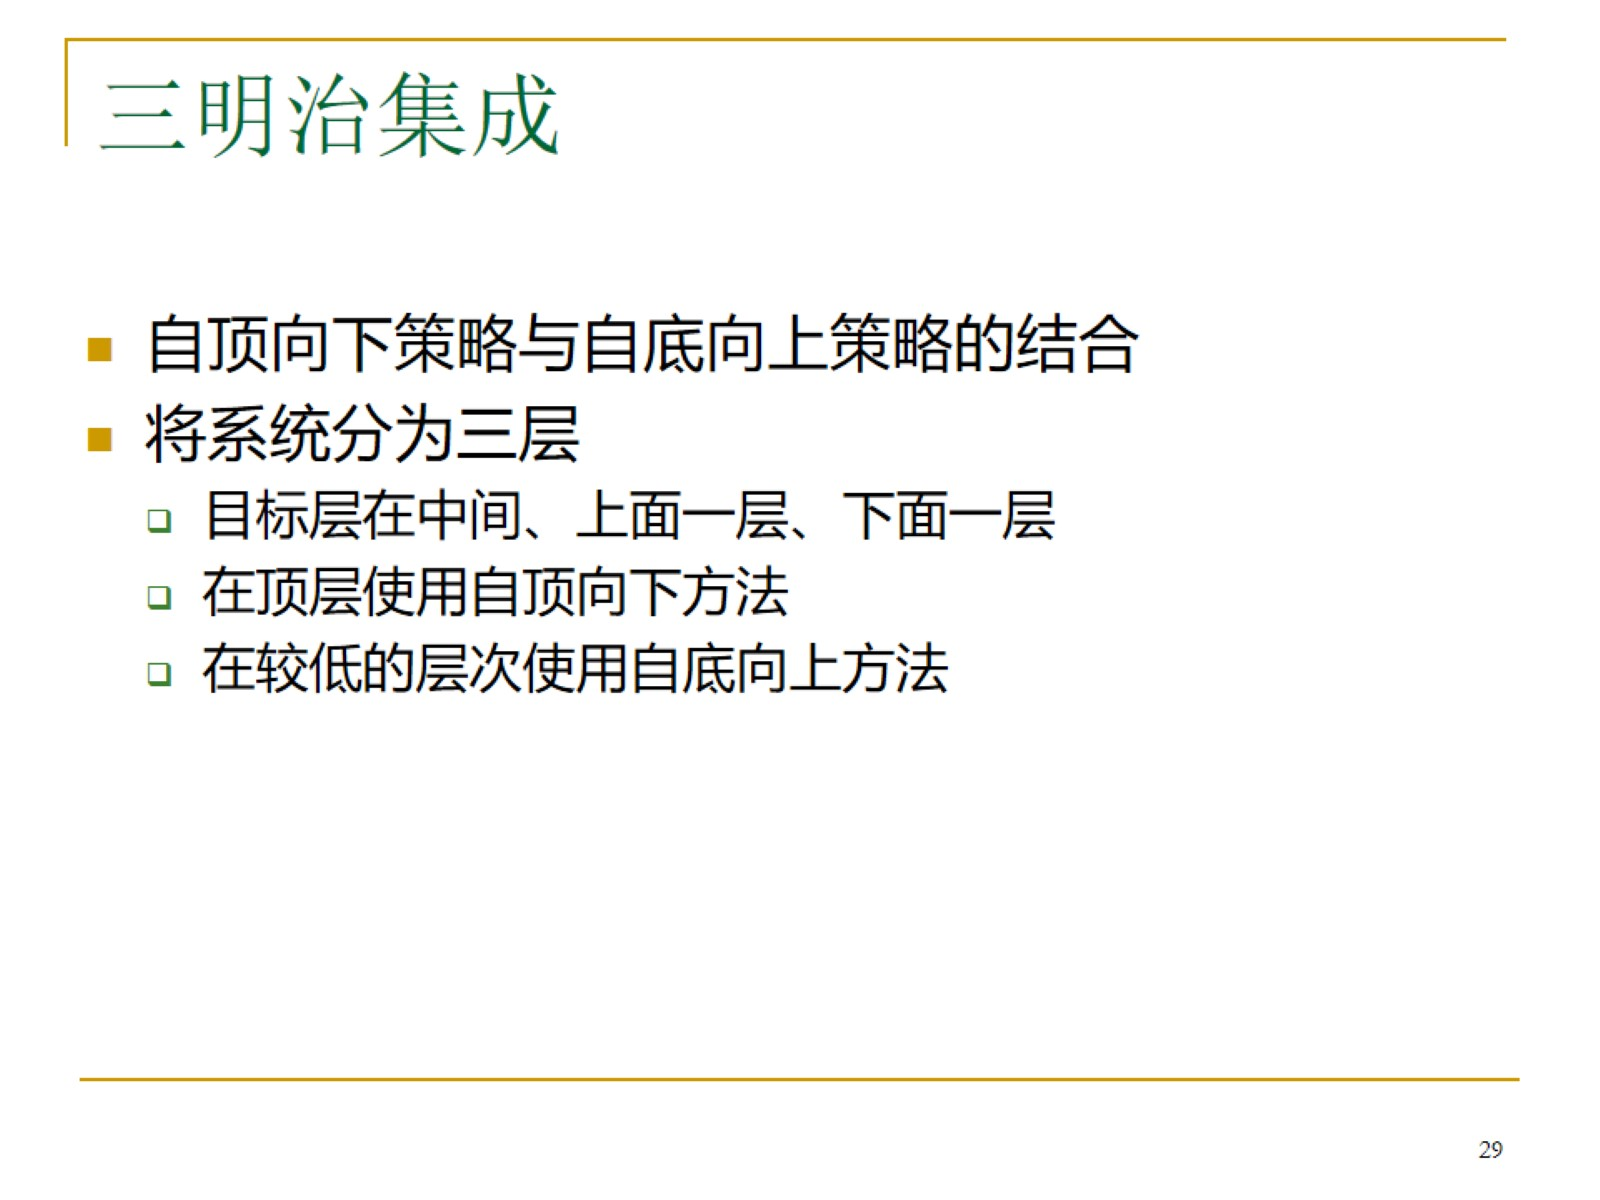 三明治集成
自顶向下策略与自底向上策略的结合
将系统分为三层
目标层在中间、上面一层、下面一层
在顶层使用自顶向下方法
在较低的层次使用自底向上方法
29